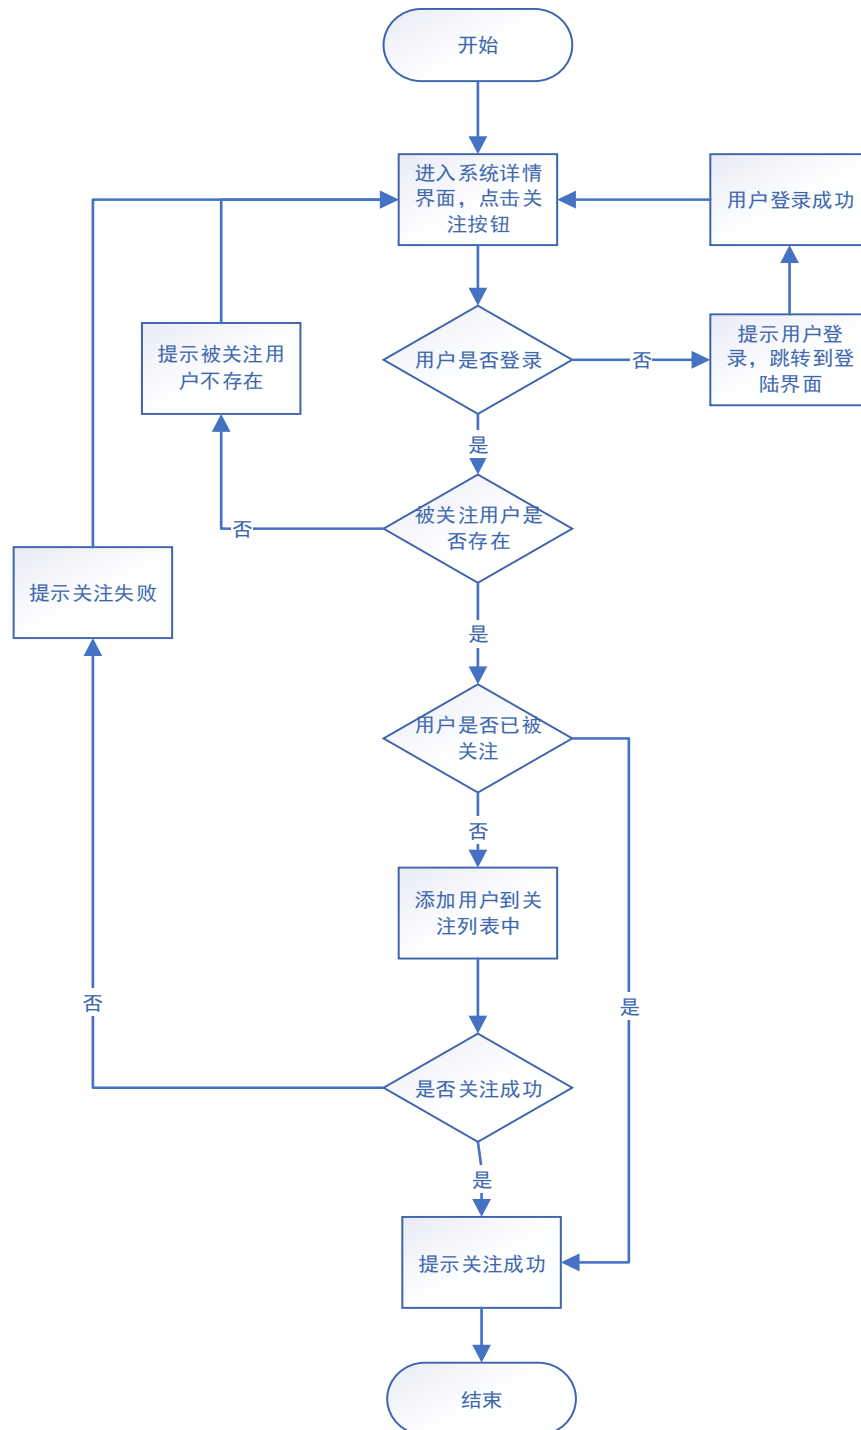 开始
进入系统详情
界面，点击关
注按钮
用户登录成功
提示被关注用
户不存在
用户是否登录
否
提示用户登
录，跳转到登
陆界面
是
被关注用户是
否存在
否
提示关注失败
是
用户是否已被
关注
否
添加用户到关
注列表中
否
是
是否关注成功
是
提示关注成功
结束